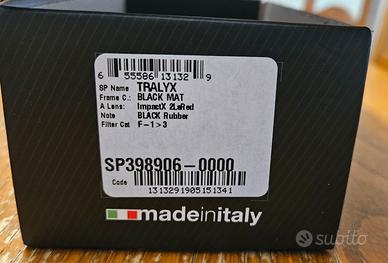 6 55586 13132 9
SP Name TRALYX
Frame C.: BLACK MAT
A Lens: ImpactX 2LsRed
Note BLACK Rubber
Filter Cat F-1>3
SP398906-0000
Code
1313291905151341
madeinitaly
subito